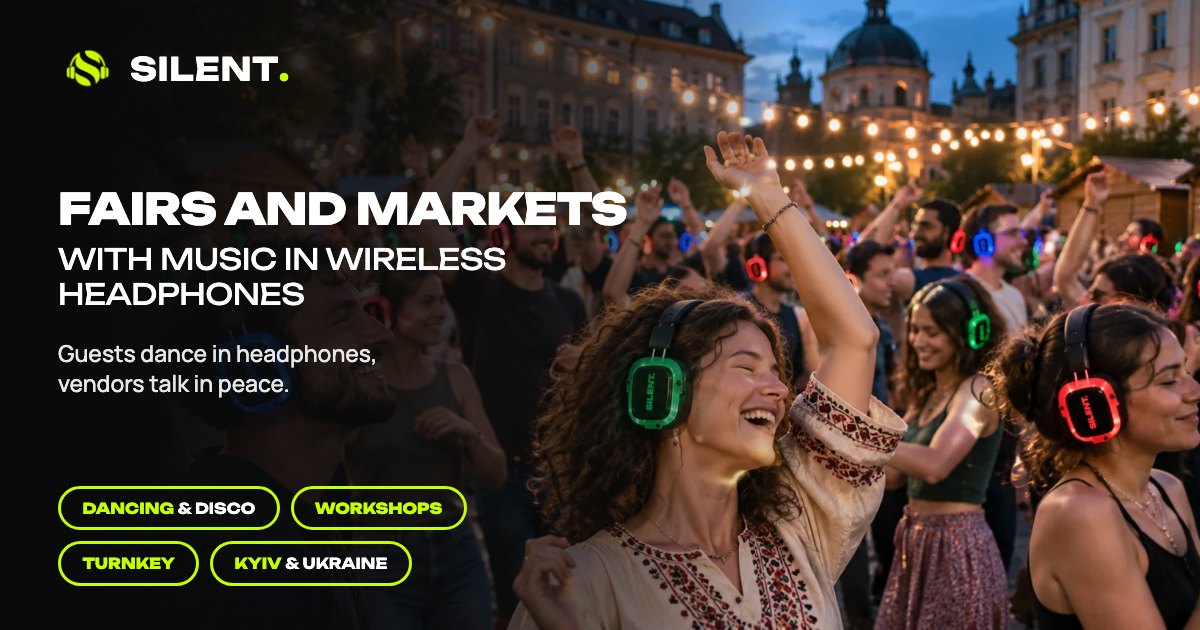 SILENT.
FAIRS AND MARKETS
WITH MUSIC IN WIRELESS
HEADPHONES
Guests dance in headphones,
vendors talk in peace.
DANCING & DISCO
WORKSHOPS
TURNKEY
KYIV & UKRAINE
SILENT.
SILENT.